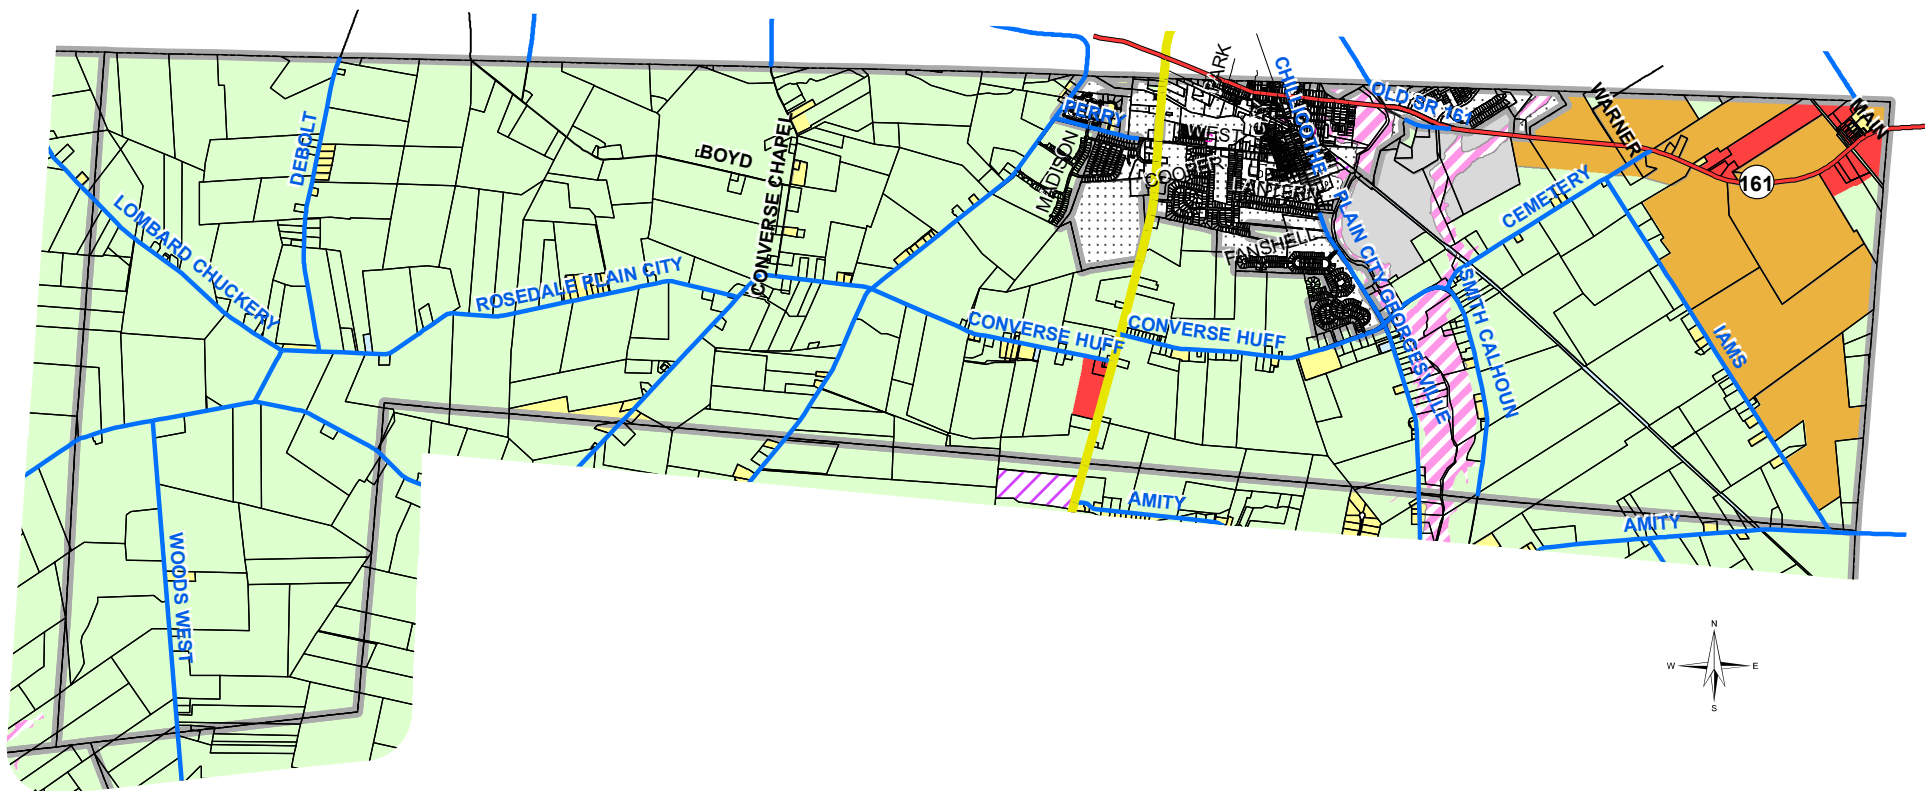 PARK
CHILLICOTHE
OLD SR 161
WARNER
MAIN
PERRY
WEST
DEBOLT
BOYD
CONVERSE CHAPEL
MADISON
COOPER
LANTERN
161
CEMETERY
LOMBARD CHUCKERY
ROSEDALE PLAIN CITY
FANSHELL
PLAIN CITY GEORGESVILLE
SMITH CALHOUN
CONVERSE HUFF
CONVERSE HUFF
IAMS
AMITY
AMITY
WOODS WEST
N
W
E
S